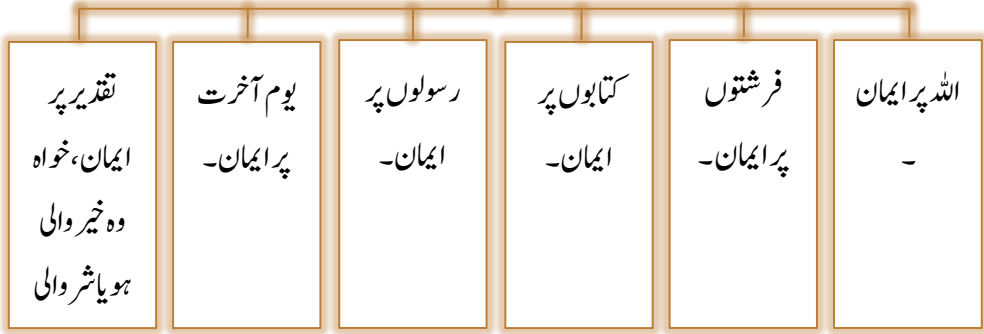 اللہ پر ایمان
۔
فرشتوں
پر ایمان۔
کتابوں پر
ایمان۔
رسولوں پر
ایمان۔
یوم آخرت
پر ایمان۔
تقدیر پر
ایمان، خواہ
وہ خیر والی
ہو یا شر والی